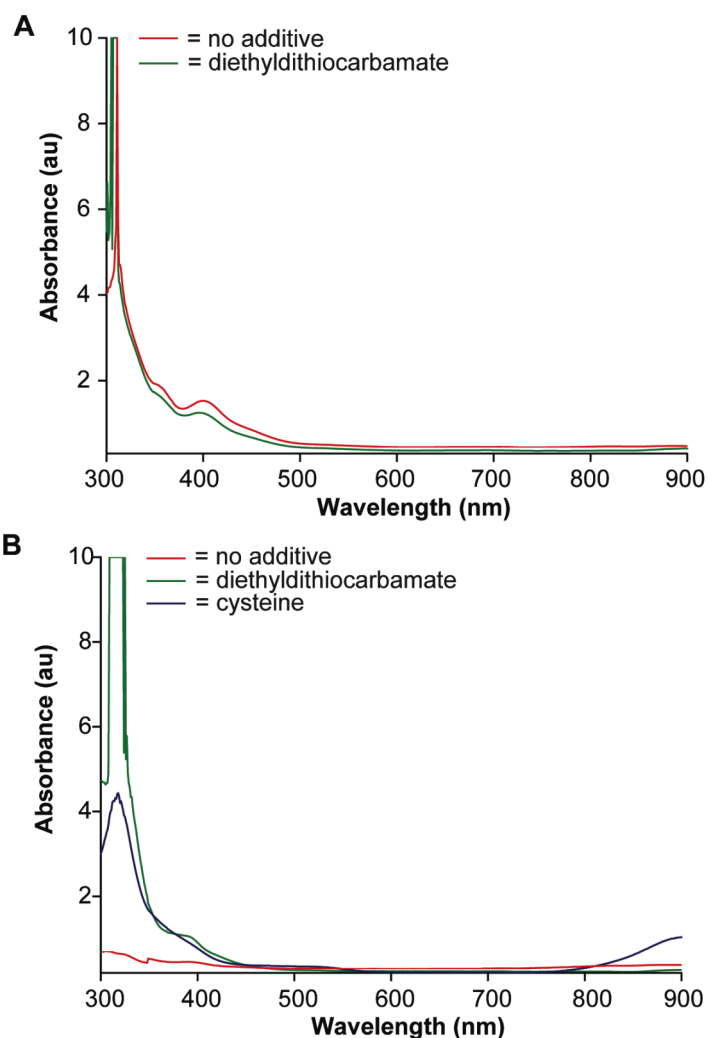 A
= no additive
= diethyldithiocarbamate
Absorbance (au)
10
8
6
4
2
300 400 500 600 700 800 900
Wavelength (nm)
B
= no additive
= diethyldithiocarbamate
= cysteine
Absorbance (au)
10
8
6
4
2
300 400 500 600 700 800 900
Wavelength (nm)